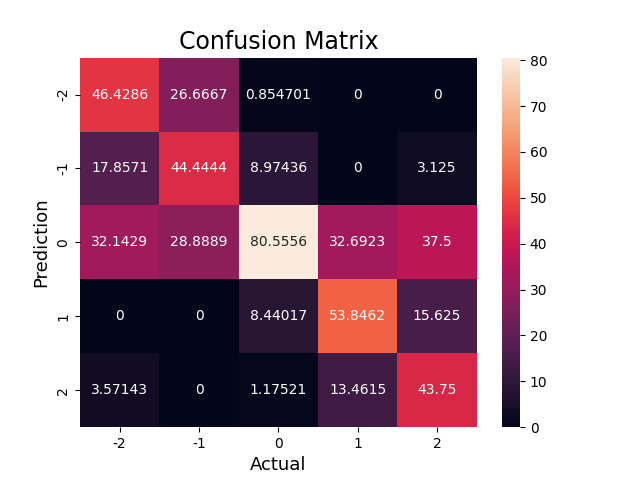 Confusion Matrix
-2 46.4286 26.6667 0.854701 0 0
-1 17.8571 44.4444 8.97436 0 3.125
0 32.1429 28.8889 80.5556 32.6923 37.5
1 0 0 8.44017 53.8462 15.625
2 3.57143 0 1.17521 13.4615 43.75
-2 -1 0 1 2
Actual
Prediction
80
70
60
50
40
30
20
10
0